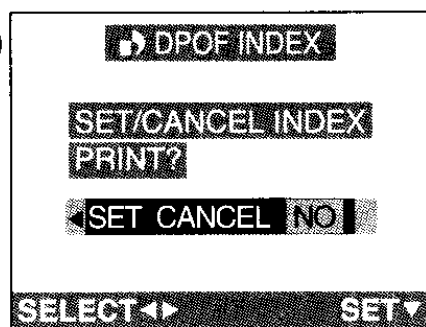 DPOF INDEX
SET/CANCEL INDEX
PRINT?
◀SET CANCEL NO
SELECT◀▶ SET▼